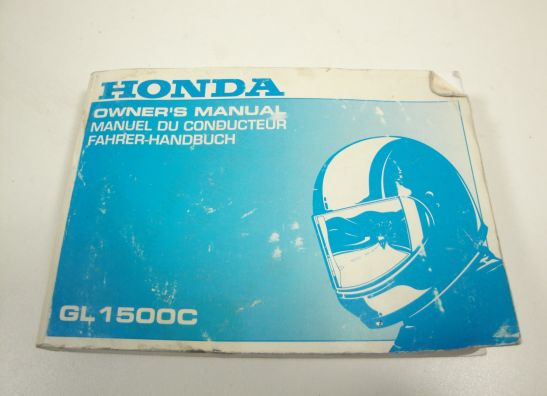 HONDA
OWNER'S MANUAL
MANUEL DU CONDUCTEUR
FAHRER-HANDBUCH
GL1500C